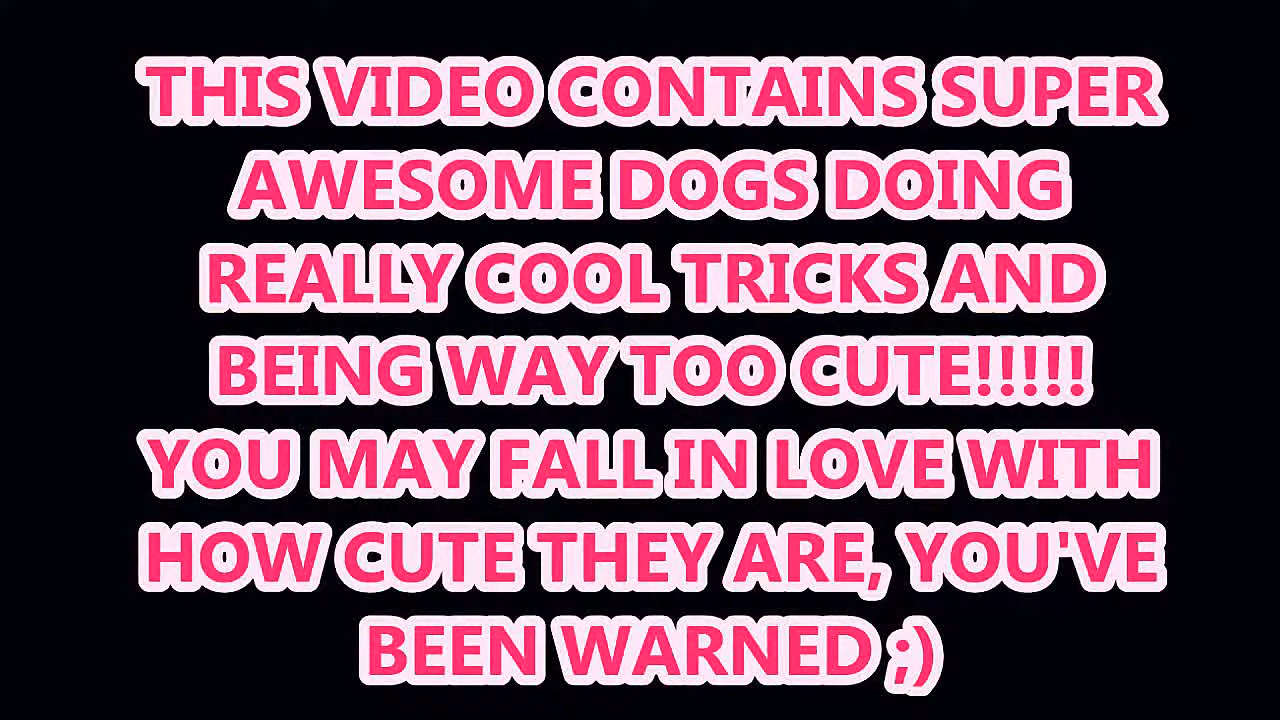 THIS VIDEO CONTAINS SUPER
AWESOME DOGS DOING
REALLY COOL TRICKS AND
BEING WAY TOO CUTE!!!!!
YOU MAY FALL IN LOVE WITH
HOW CUTE THEY ARE, YOU'VE
BEEN WARNED ;)